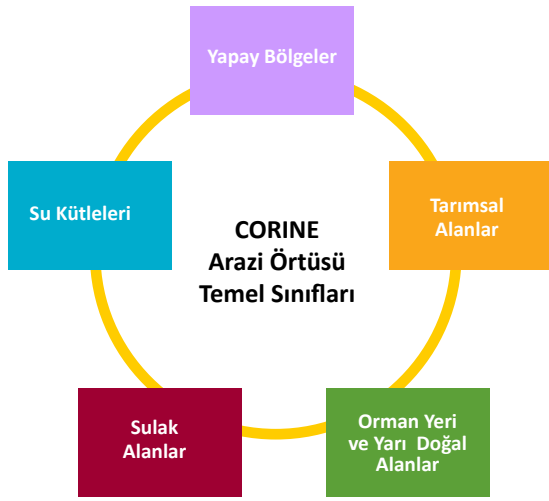 Yapay Bölgeler
Su Kütleleri
Tarımsal
Alanlar
CORINE
Arazi Örtüsü
Temel Sınıfları
Sulak
Alanlar
Orman Yeri
ve Yarı Doğal
Alanlar